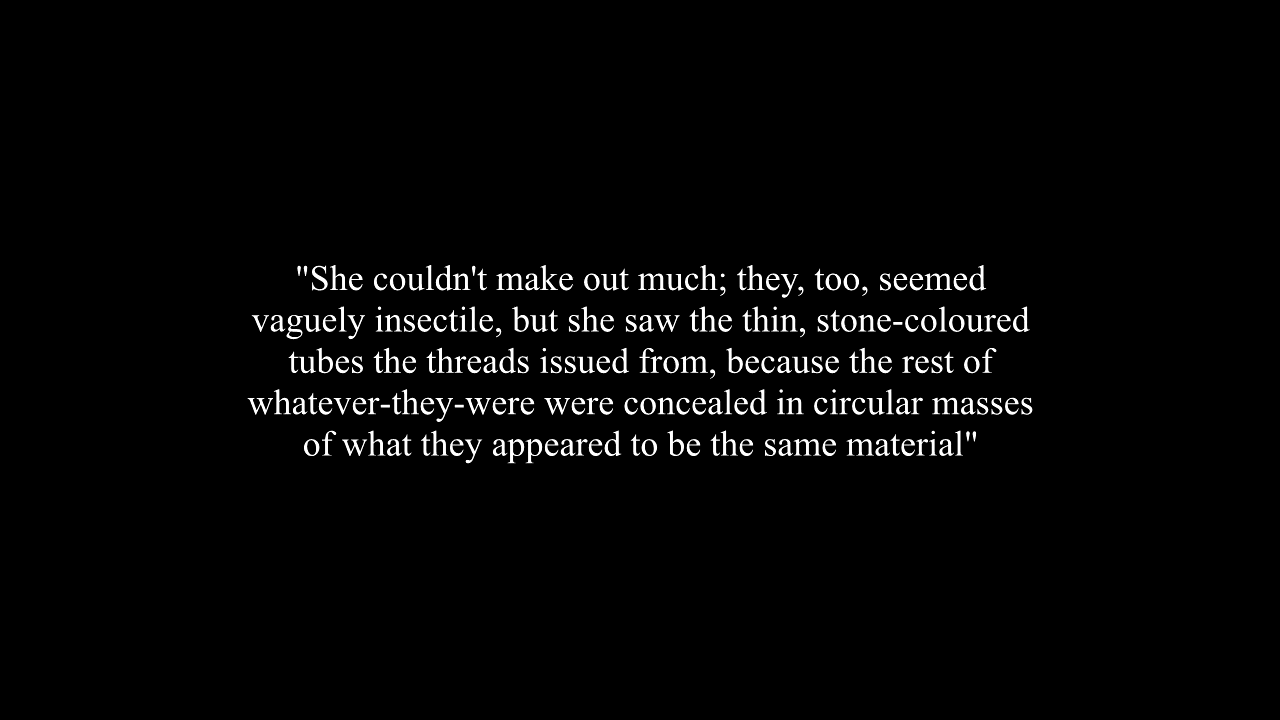 "She couldn't make out much; they, too, seemed
vaguely insectile, but she saw the thin, stone-coloured
tubes the threads issued from, because the rest of
whatever-they-were were concealed in circular masses
of what they appeared to be the same material"